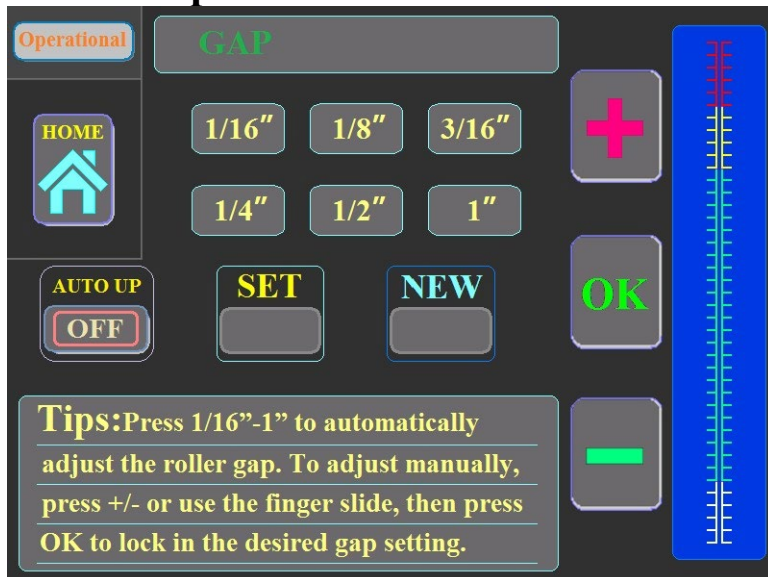 Operational
GAP
HOME
1/16″ 1/8″ 3/16″
1/4″ 1/2″ 1″
AUTO UP
OFF
SET
NEW
OK
Tips:Press 1/16”-1” to automatically
adjust the roller gap. To adjust manually,
press +/- or use the finger slide, then press
OK to lock in the desired gap setting.